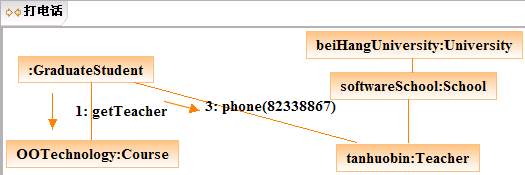 打电话
beiHangUniversity:University
:GraduateStudent
softwareSchool:School
1: getTeacher
3: phone(82338867)
OOTechnology:Course
tanhuobin:Teacher